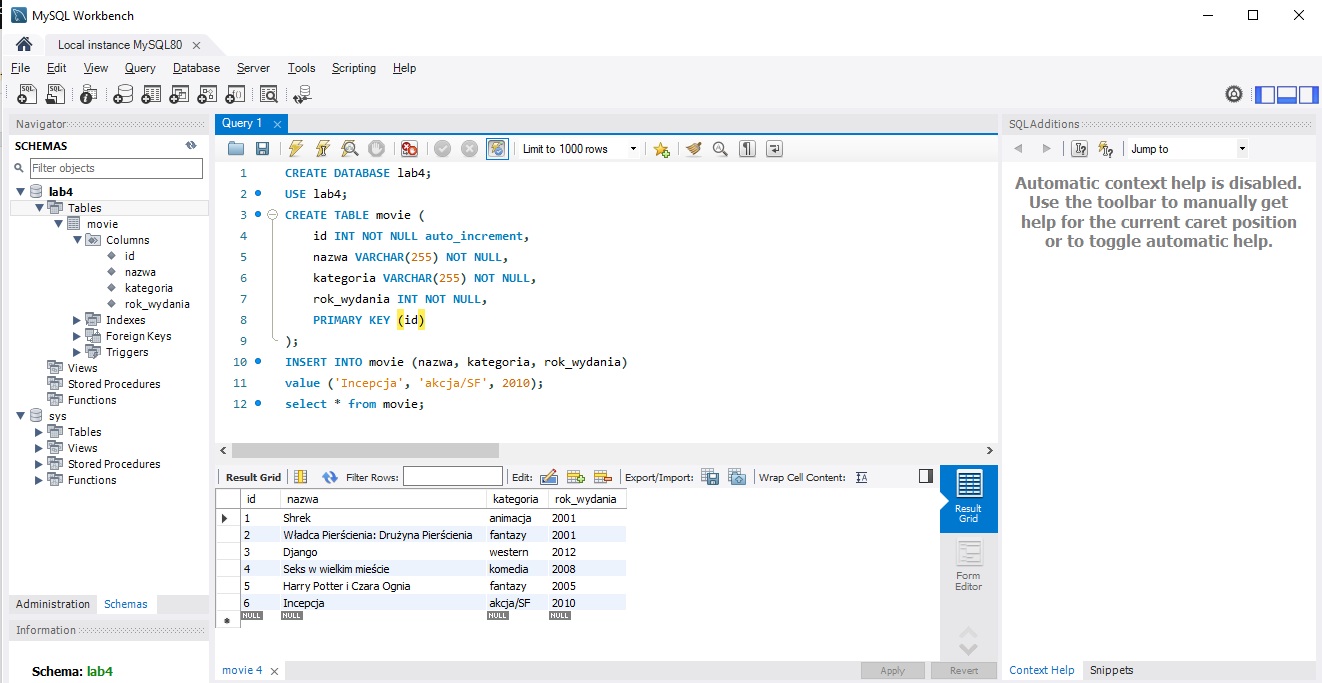 MySQL Workbench
Local instance MySQL80
File Edit View Query Database Server Tools Scripting Help
Navigator
SCHEMAS
Filter objects
lab4
Tables
movie
Columns
id
nazwa
kategoria
rok_wydania
Indexes
Foreign Keys
Triggers
Views
Stored Procedures
Functions
sys
Tables
Views
Stored Procedures
Functions
Administration Schemas
Information
Schema: lab4
Query 1
Limit to 1000 rows
1 CREATE DATABASE lab4;
2 USE lab4;
3 CREATE TABLE movie (
4 id INT NOT NULL auto_increment,
5 nazwa VARCHAR(255) NOT NULL,
6 kategoria VARCHAR(255) NOT NULL,
7 rok_wydania INT NOT NULL,
8 PRIMARY KEY (id)
9 );
10 INSERT INTO movie (nazwa, kategoria, rok_wydania)
11 value ('Incepcja', 'akcja/SF', 2010);
12 select * from movie;
Result Grid Filter Rows: Edit: Export/Import: Wrap Cell Content:
id nazwa kategoria rok_wydania
1 Shrek animacja 2001
2 Władca Pierścienia: Drużyna Pierścienia fantazy 2001
3 Django western 2012
4 Seks w wielkim mieście komedia 2008
5 Harry Potter i Czara Ognia fantazy 2005
6 Incepcja akcja/SF 2010
NULL NULL NULL NULL
Result
Grid
Form
Editor
movie 4
Apply Revert
SQLAdditions
Jump to
Automatic context help is disabled.
Use the toolbar to manually get
help for the current caret position
or to toggle automatic help.
Context Help Snippets